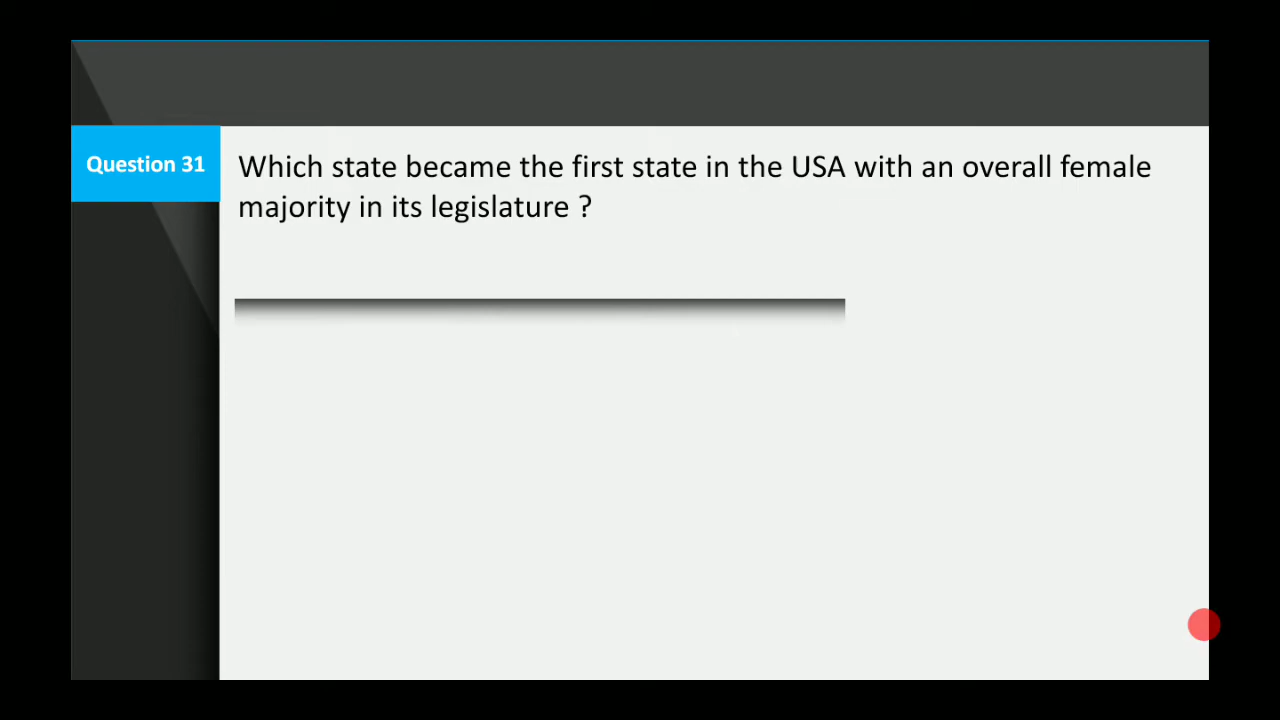 Question 31
Which state became the first state in the USA with an overall female
majority in its legislature ?